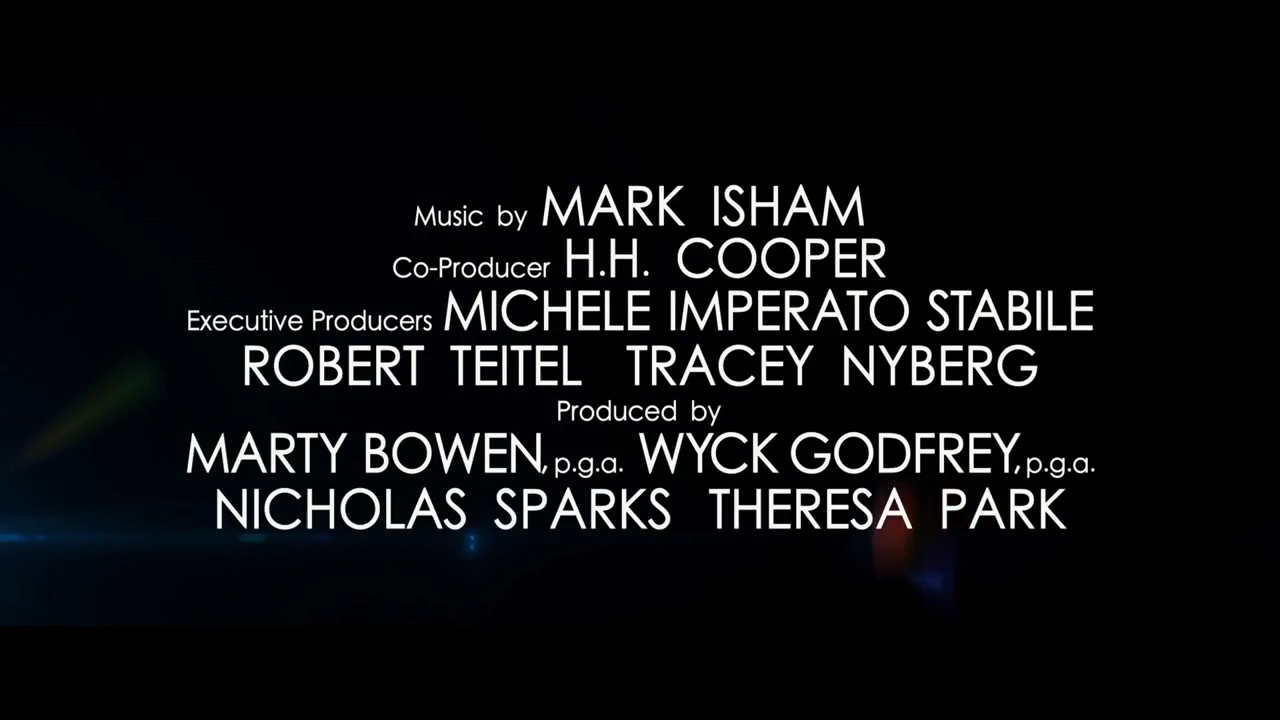 Music by MARK ISHAM
Co-Producer H.H. COOPER
Executive Producers MICHELE IMPERATO STABILE
ROBERT TEITEL TRACEY NYBERG
Produced by
MARTY BOWEN, p.g.a. WYCK GODFREY, p.g.a.
NICHOLAS SPARKS THERESA PARK